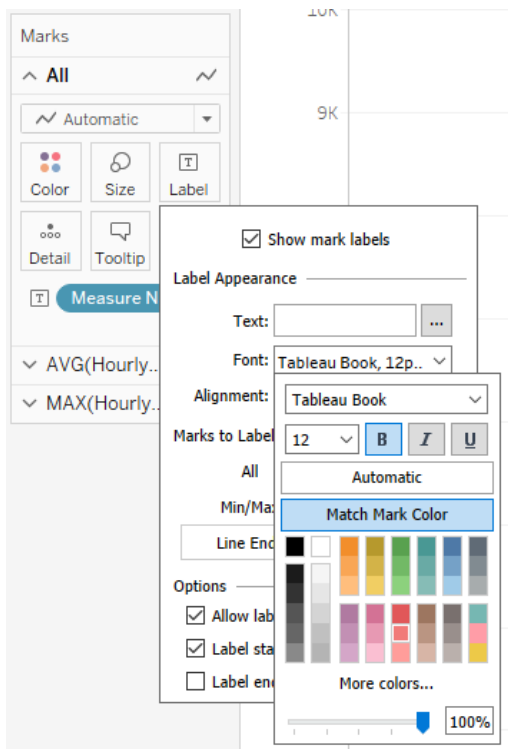 10K
Marks
All
9K
Automatic
Color Size T Label
Detail Tooltip
Show mark labels
Label Appearance
T Measure N
Text: ...
Font: Tableau Book, 12p..
AVG(Hourly..
Alignment: Tableau Book
MAX(Hourly..
Marks to Label 12 B I U
All Automatic
Min/Max Match Mark Color
Line End
Options
Allow lab
Label sta
Label end
More colors...
100%